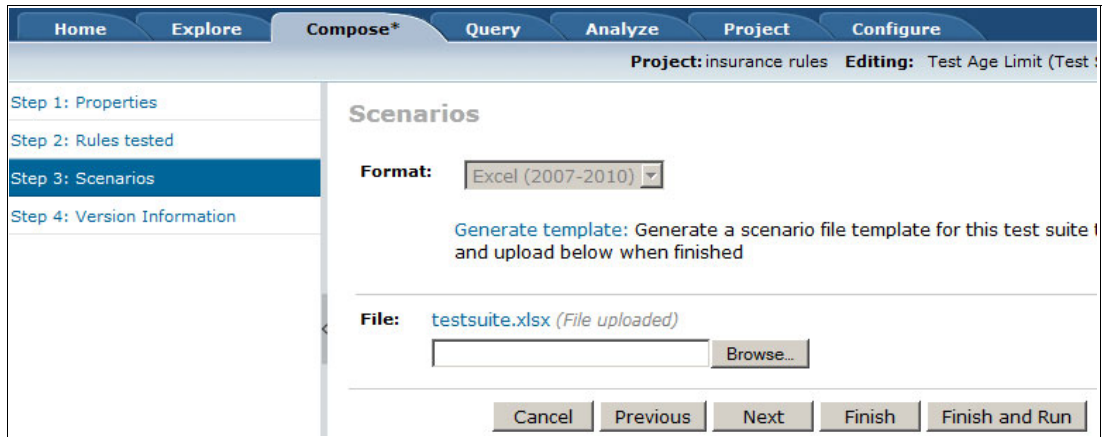 Home Explore Compose* Query Analyze Project Configure
Project: insurance rules Editing: Test Age Limit (Test
Step 1: Properties
Step 2: Rules tested
Step 3: Scenarios
Step 4: Version Information
Scenarios
Format: Excel (2007-2010)
Generate template: Generate a scenario file template for this test suite
and upload below when finished
File: testsuite.xlsx (File uploaded)
Browse...
Cancel Previous Next Finish Finish and Run